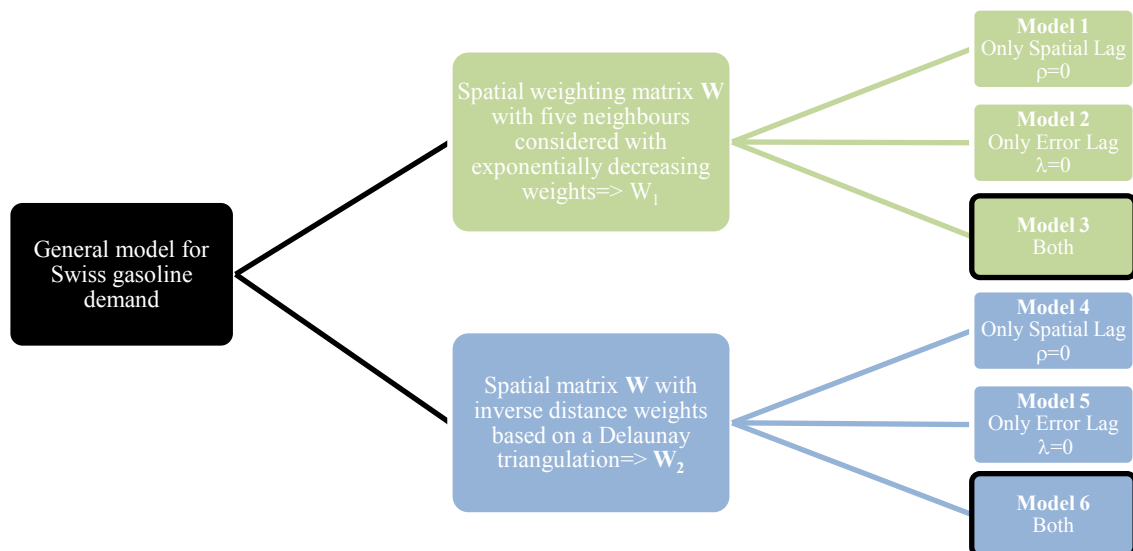 General model for
Swiss gasoline
demand
Spatial weighting matrix W
with five neighbours
considered with
exponentially decreasing
weights=> W₁
Model 1
Only Spatial Lag
ρ=0
Model 2
Only Error Lag
λ=0
Model 3
Both
Spatial matrix W with
inverse distance weights
based on a Delaunay
triangulation=> W₂
Model 4
Only Spatial Lag
ρ=0
Model 5
Only Error Lag
λ=0
Model 6
Both